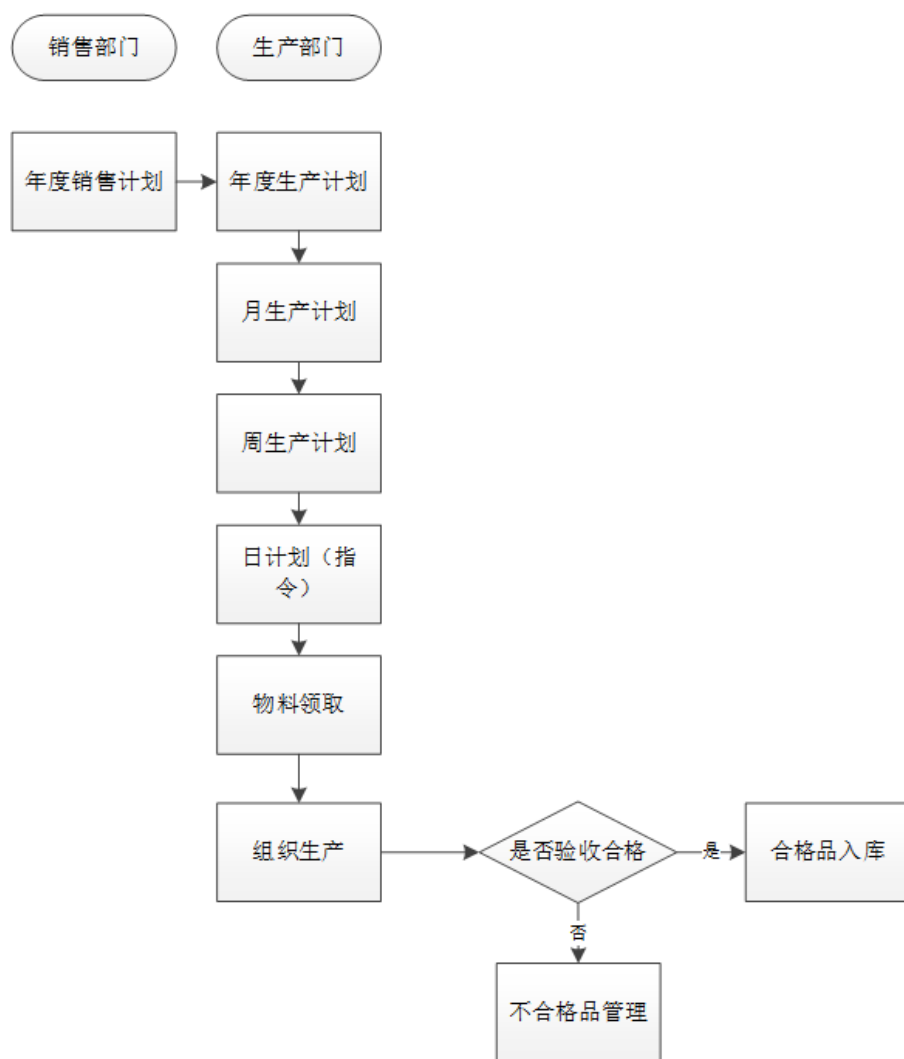 销售部门
生产部门
年度销售计划
年度生产计划
月生产计划
周生产计划
日计划（指
令）
物料领取
组织生产
是否验收合格
是
合格品入库
否
不合格品管理